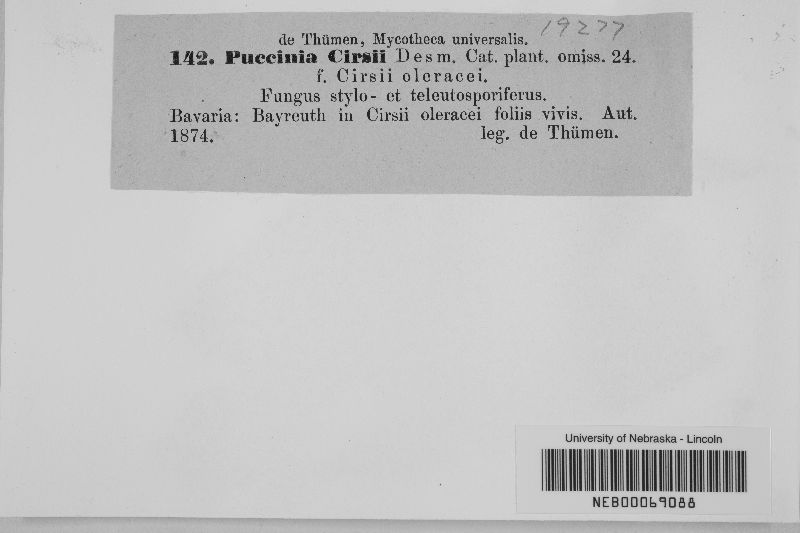 19277
de Thümen, Mycotheca universalis.
142. Puccinia Cirsii Desm. Cat. plant. omiss. 24.
f. Cirsii oleracei.
Fungus stylo- et teleutosporiferus.
Bavaria: Bayreuth in Cirsii oleracei foliis vivis. Aut.
1874. leg. de Thümen.
University of Nebraska - Lincoln
NEB00069088